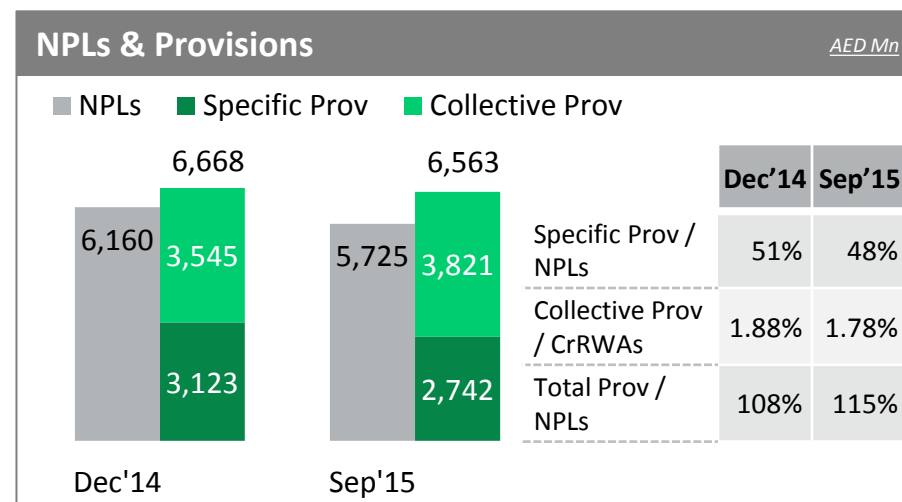 NPLs & Provisions
AED Mn
NPLs Specific Prov Collective Prov
6,668
6,160
3,545
3,123
Dec'14
6,563
5,725
3,821
2,742
Sep'15
Dec’14 Sep’15
Specific Prov /
NPLs
51% 48%
Collective Prov
/ CrRWAs
1.88% 1.78%
Total Prov /
NPLs
108% 115%